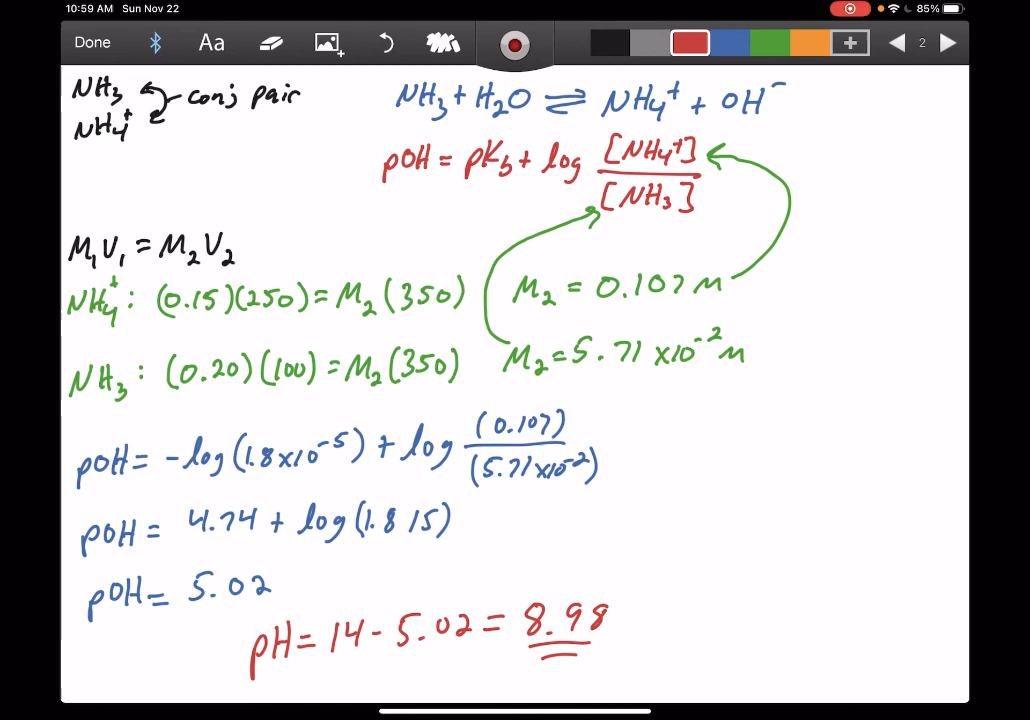 10:59 AM Sun Nov 22 85%
Done Aa 2
NH₃ conj pair
NH₄⁺
NH₃ + H₂O ⇌ NH₄⁺ + OH⁻
pOH = pKb + log [NH₄⁺] / [NH₃]
M₁V₁ = M₂V₂
NH₄⁺: (0.15)(250) = M₂(350) M₂ = 0.107 M
NH₃: (0.20)(100) = M₂(350) M₂ = 5.71 x10⁻² M
pOH = -log(1.8x10⁻⁵) + log (0.107) / (5.71x10⁻²)
pOH = 4.74 + log(1.815)
pOH = 5.02
pH = 14 - 5.02 = 8.98